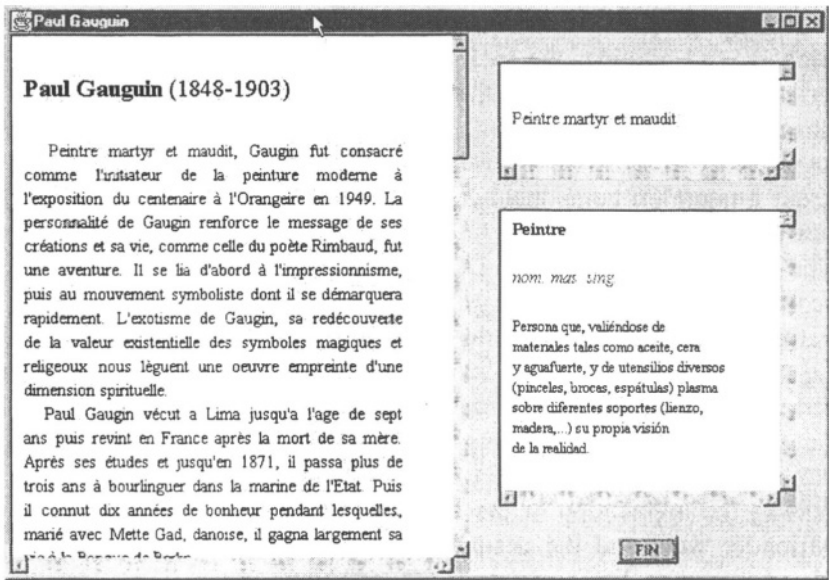 Paul Gauguin
Paul Gauguin (1848-1903)
Peintre martyr et maudit, Gaugin fut consacré
comme l'initiateur de la peinture moderne à
l'exposition du centenaire à l'Orangeire en 1949. La
personnalité de Gaugin renforce le message de ses
créations et sa vie, comme celle du poète Rimbaud, fut
une aventure. Il se lia d'abord à l'impressionnisme,
puis au mouvement symboliste dont il se démarquera
rapidement. L'exotisme de Gaugin, sa redécouverte
de la valeur existentielle des symboles magiques et
religeoux nous lèguent une oeuvre empreinte d'une
dimension spirituelle.
Paul Gaugin vécut a Lima jusqu'a l'age de sept
ans puis revint en France après la mort de sa mère.
Après ses études et jusqu'en 1871, il passa plus de
trois ans à bourlinguer dans la marine de l'Etat. Puis
il connut dix années de bonheur pendant lesquelles,
marié avec Mette Gad, danoise, il gagna largement sa
Peintre martyr et maudit
Peintre
nom. mas. sing.
Persona que, valiéndose de
materiales tales como aceite, cera
y aguafuerte, y de utensilios diversos
(pinceles, brocas, espátulas) plasma
sobre diferentes soportes (lienzo,
madera,...) su propia visión
de la realidad.
FIN